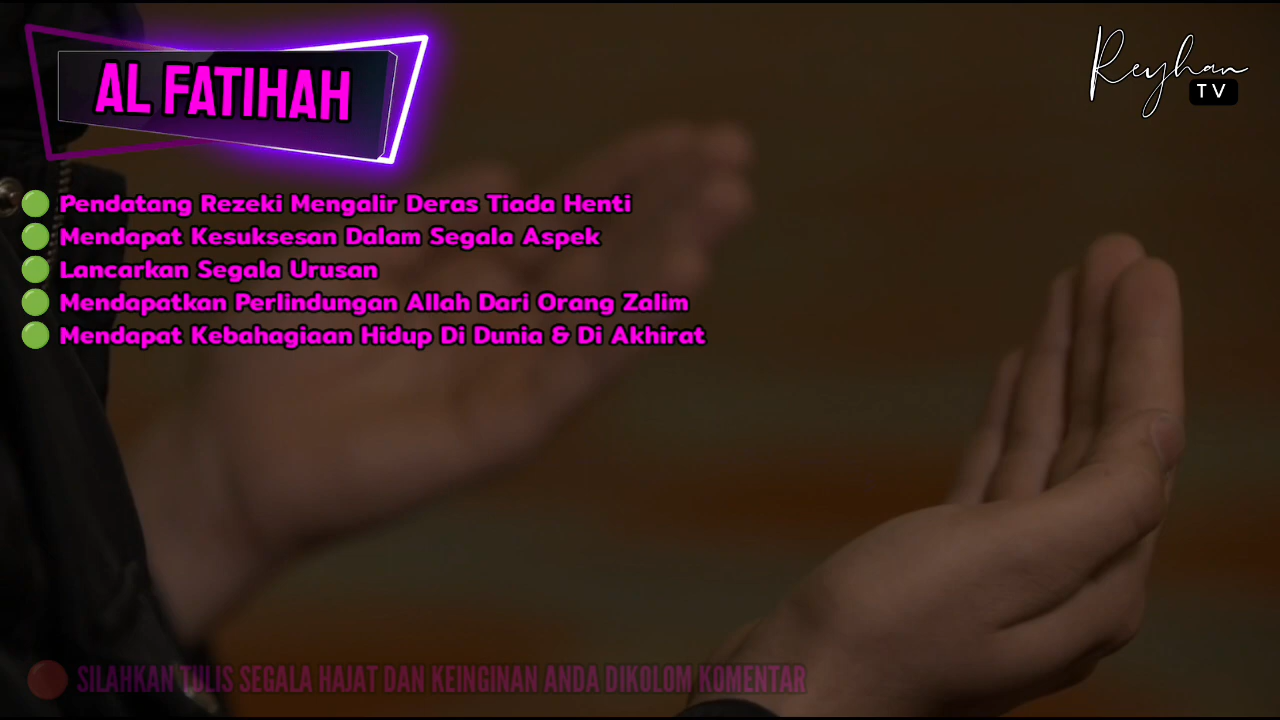 AL FATIHAH
Reyhan
TV
🟢 Pendatang Rezeki Mengalir Deras Tiada Henti
🟢 Mendapat Kesuksesan Dalam Segala Aspek
🟢 Lancarkan Segala Urusan
🟢 Mendapatkan Perlindungan Allah Dari Orang Zalim
🟢 Mendapat Kebahagiaan Hidup Di Dunia & Di Akhirat
🔴 SILAHKAN TULIS SEGALA HAJAT DAN KEINGINAN ANDA DIKOLOM KOMENTAR